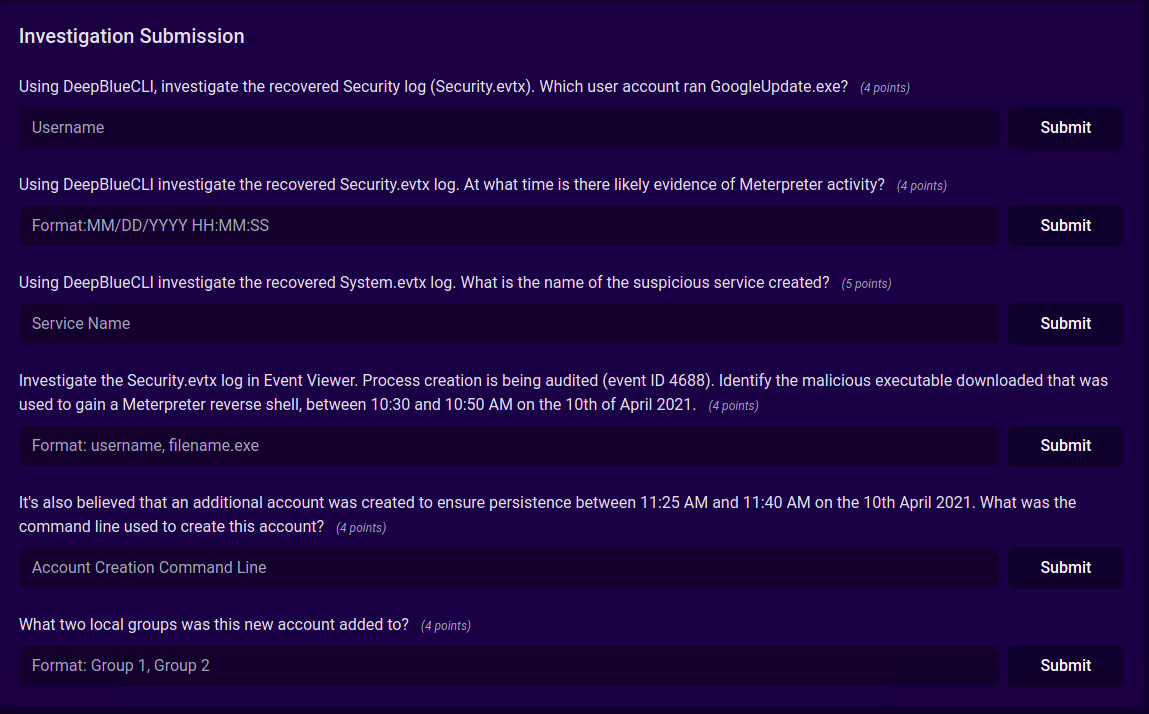 Investigation Submission
Using DeepBlueCLI, investigate the recovered Security log (Security.evtx). Which user account ran GoogleUpdate.exe? (4 points)
Username Submit
Using DeepBlueCLI investigate the recovered Security.evtx log. At what time is there likely evidence of Meterpreter activity? (4 points)
Format:MM/DD/YYYY HH:MM:SS Submit
Using DeepBlueCLI investigate the recovered System.evtx log. What is the name of the suspicious service created? (5 points)
Service Name Submit
Investigate the Security.evtx log in Event Viewer. Process creation is being audited (event ID 4688). Identify the malicious executable downloaded that was
used to gain a Meterpreter reverse shell, between 10:30 and 10:50 AM on the 10th of April 2021. (4 points)
Format: username, filename.exe Submit
It's also believed that an additional account was created to ensure persistence between 11:25 AM and 11:40 AM on the 10th April 2021. What was the
command line used to create this account? (4 points)
Account Creation Command Line Submit
What two local groups was this new account added to? (4 points)
Format: Group 1, Group 2 Submit